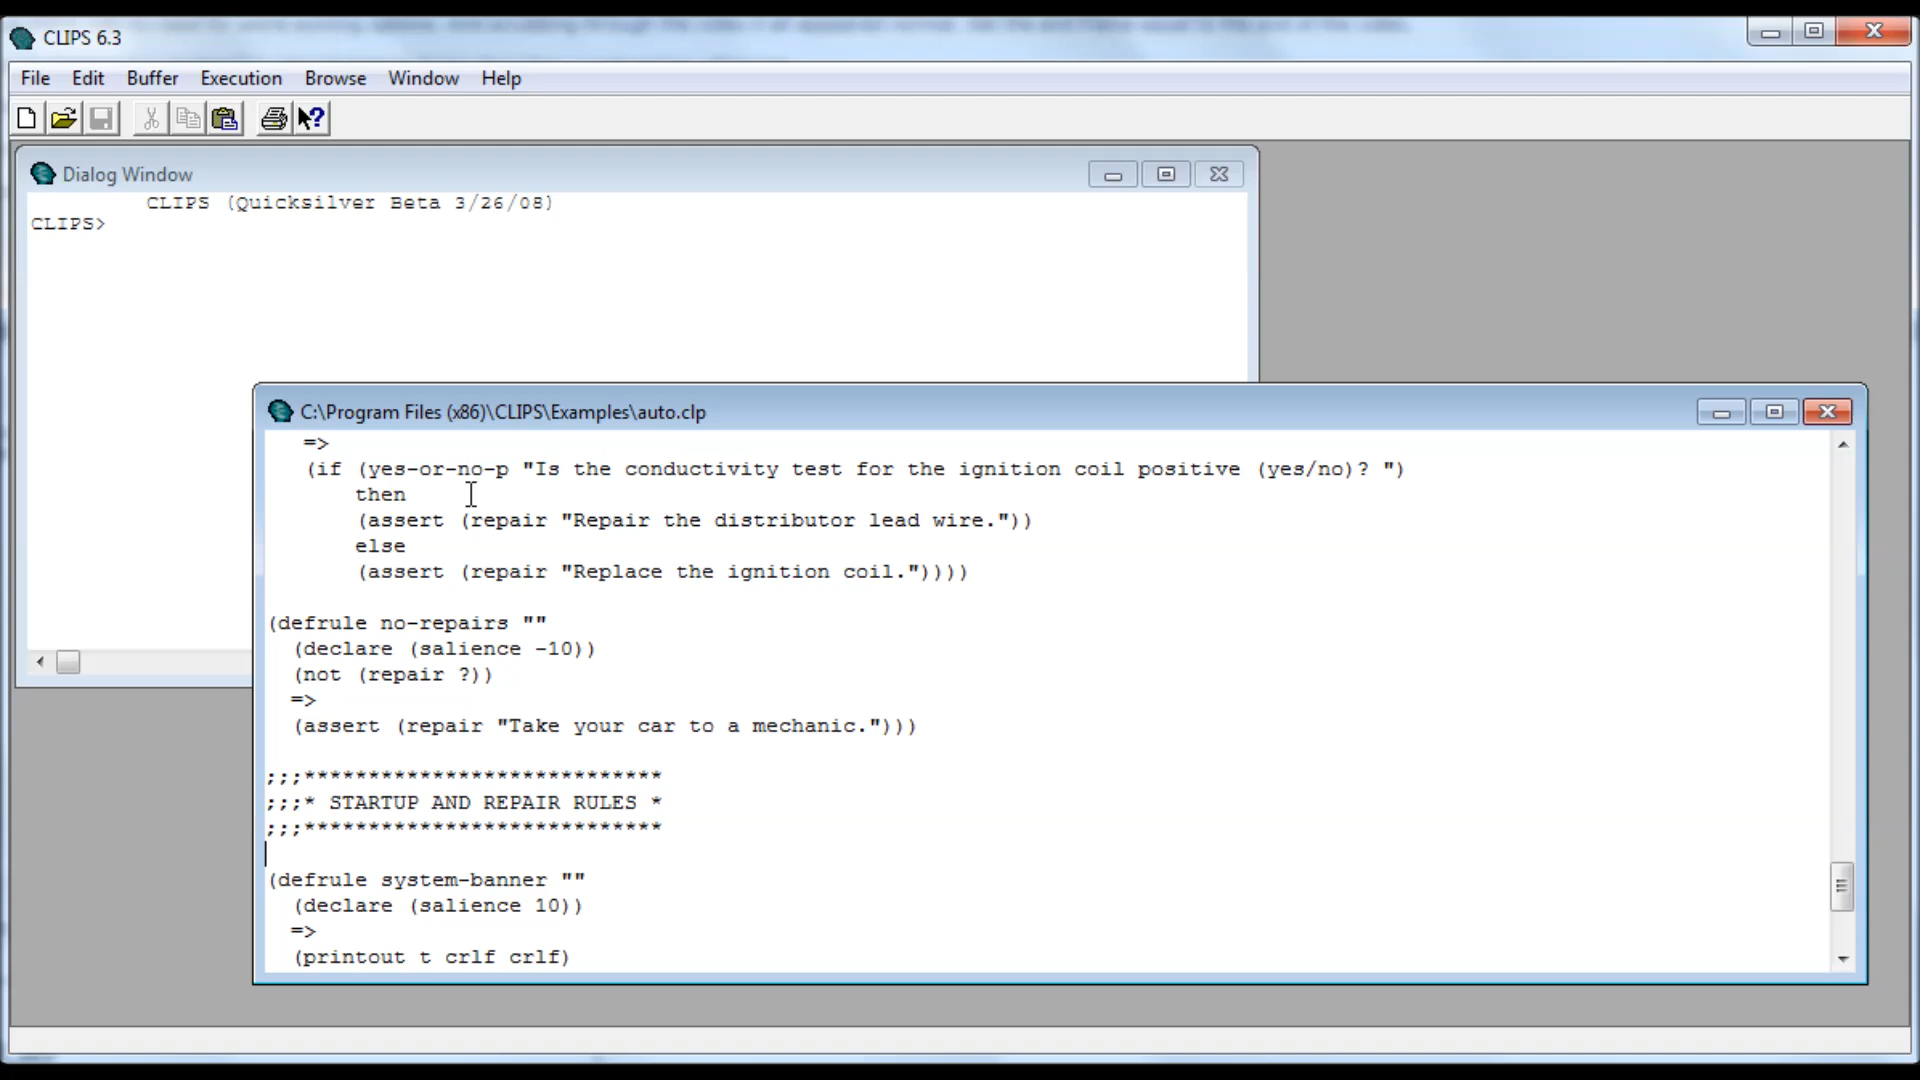 CLIPS 6.3
File Edit Buffer Execution Browse Window Help
Dialog Window
CLIPS (Quicksilver Beta 3/26/08)
CLIPS>
C:\Program Files (x86)\CLIPS\Examples\auto.clp
=>
(if (yes-or-no-p "Is the conductivity test for the ignition coil positive (yes/no)? ")
then
(assert (repair "Repair the distributor lead wire."))
else
(assert (repair "Replace the ignition coil."))))
(defrule no-repairs ""
(declare (salience -10))
(not (repair ?))
=>
(assert (repair "Take your car to a mechanic.")))
;;;****************************
;;;* STARTUP AND REPAIR RULES *
;;;****************************
(defrule system-banner ""
(declare (salience 10))
=>
(printout t crlf crlf)